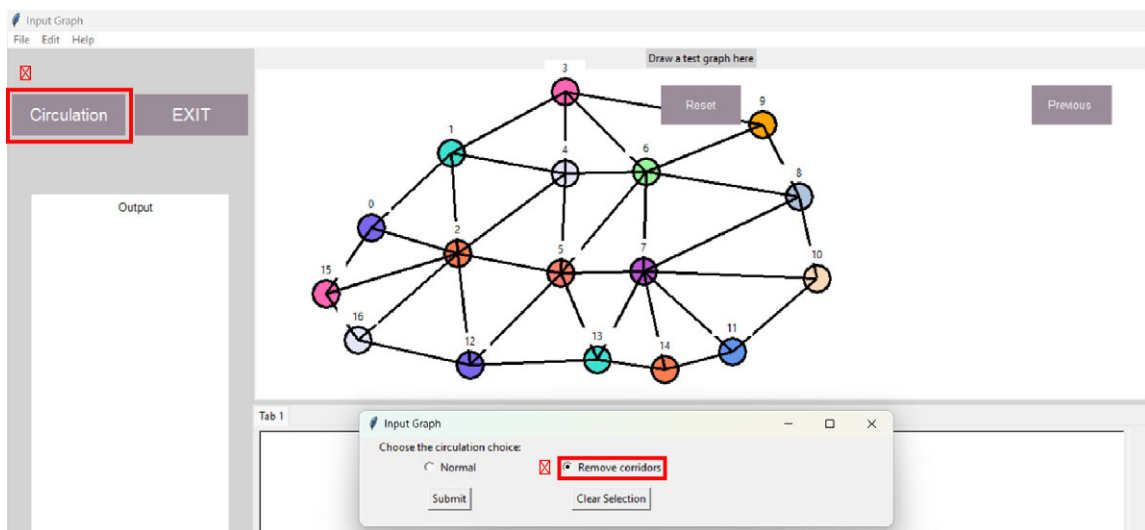 Input Graph
File Edit Help
Draw a test graph here
Circulation
EXIT
Reset
Previous
Output
3
9
1
4
6
8
0
2
5
7
10
15
16
12
13
14
11
Tab 1
Input Graph
Choose the circulation choice:
Normal
Remove corridors
Submit
Clear Selection